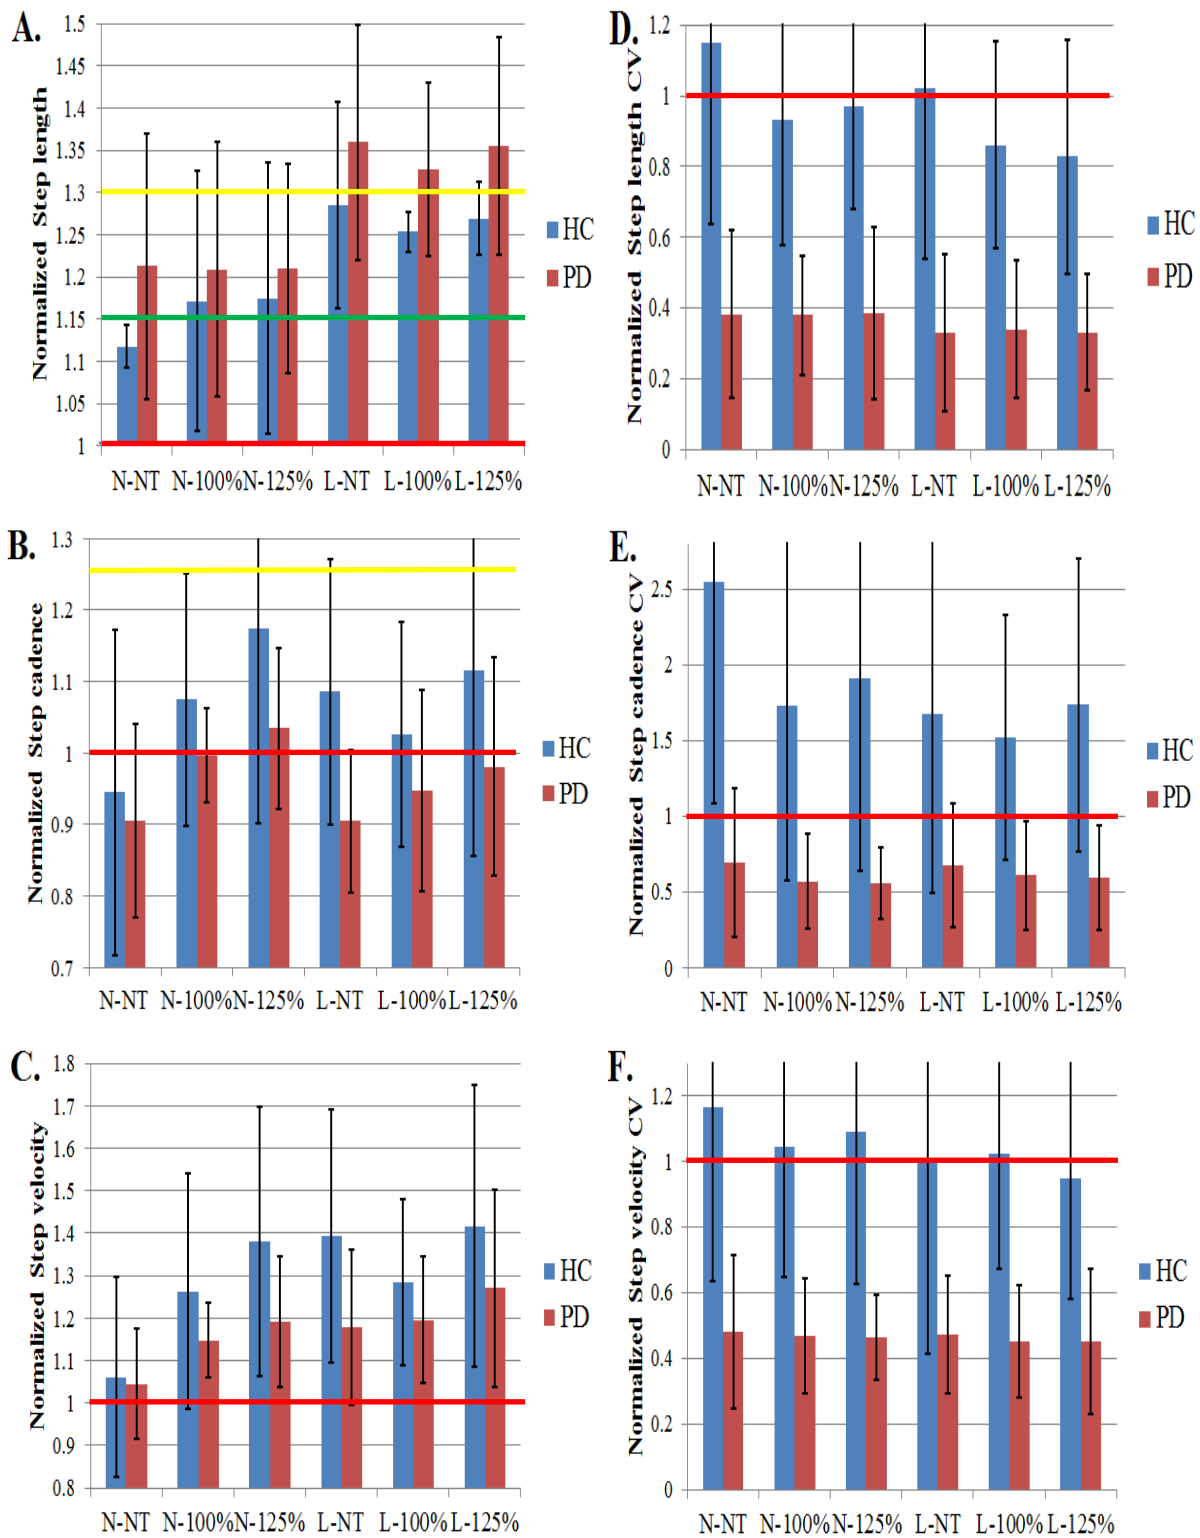 A.
Normalized Step length
1.5
1.45
1.4
1.35
1.3
1.25
1.2
1.15
1.1
1.05
1
N-NT N-100% N-125% L-NT L-100% L-125%
HC
PD
D.
Normalized Step length CV
1.2
1
0.8
0.6
0.4
0.2
0
N-NT N-100% N-125% L-NT L-100% L-125%
HC
PD
B.
Normalized Step cadence
1.3
1.2
1.1
1
0.9
0.8
0.7
N-NT N-100% N-125% L-NT L-100% L-125%
HC
PD
E.
Normalized Step cadence CV
2.5
2
1.5
1
0.5
0
N-NT N-100% N-125% L-NT L-100% L-125%
HC
PD
C.
Normalized Step velocity
1.8
1.7
1.6
1.5
1.4
1.3
1.2
1.1
1
0.9
0.8
N-NT N-100% N-125% L-NT L-100% L-125%
HC
PD
F.
Normalized Step velocity CV
1.2
1
0.8
0.6
0.4
0.2
0
N-NT N-100% N-125% L-NT L-100% L-125%
HC
PD